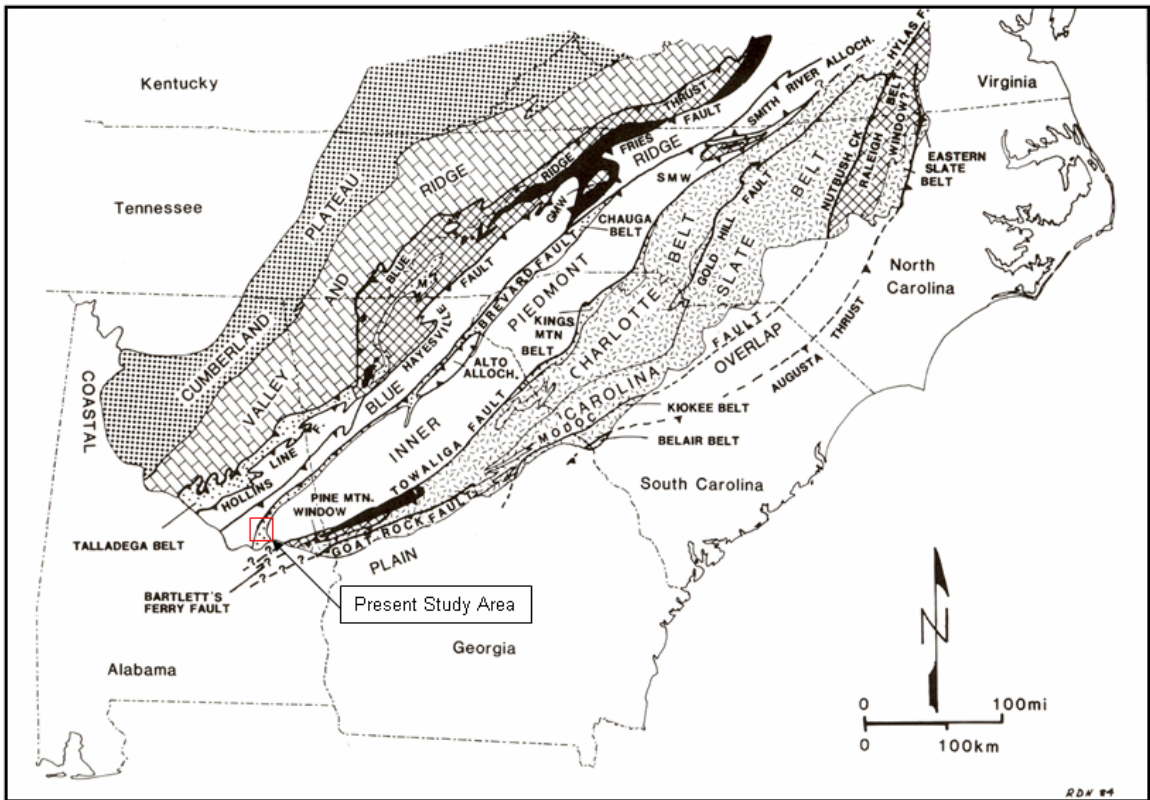 Kentucky
Virginia
Tennessee
North
Carolina
South Carolina
Georgia
Alabama
CUMBERLAND
PLATEAU
VALLEY
AND
RIDGE
BLUE
RIDGE
THRUST
FRIES
FAULT
BLUE
RIDGE
GMW
SMITH RIVER ALLOCH.
SMW
HYLAS F.
NUTBUSH CK
RALEIGH
BELT
WINDOW?
EASTERN
SLATE
BELT
CHAUGA
BELT
HAYESVILLE
FAULT
BREVARD FAULT
INNER
PIEDMONT
ALTO
ALLOCH.
KINGS
MTN
BELT
CHARLOTTE
BELT
GOLD HILL FAULT
CAROLINA
SLATE
BELT
MODOC
FAULT
OVERLAP
AUGUSTA
THRUST
KIOKEE BELT
BELAIR BELT
A
M
COASTAL
PLAIN
HOLLINS
LINE
F.
TALLADEGA BELT
PINE MTN.
WINDOW
TOWALIGA FAULT
GOAT ROCK FAULT
BARTLETT'S
FERRY FAULT
? ? ?
? ?
Present Study Area
N
0 100mi
0 100km
RDN 84